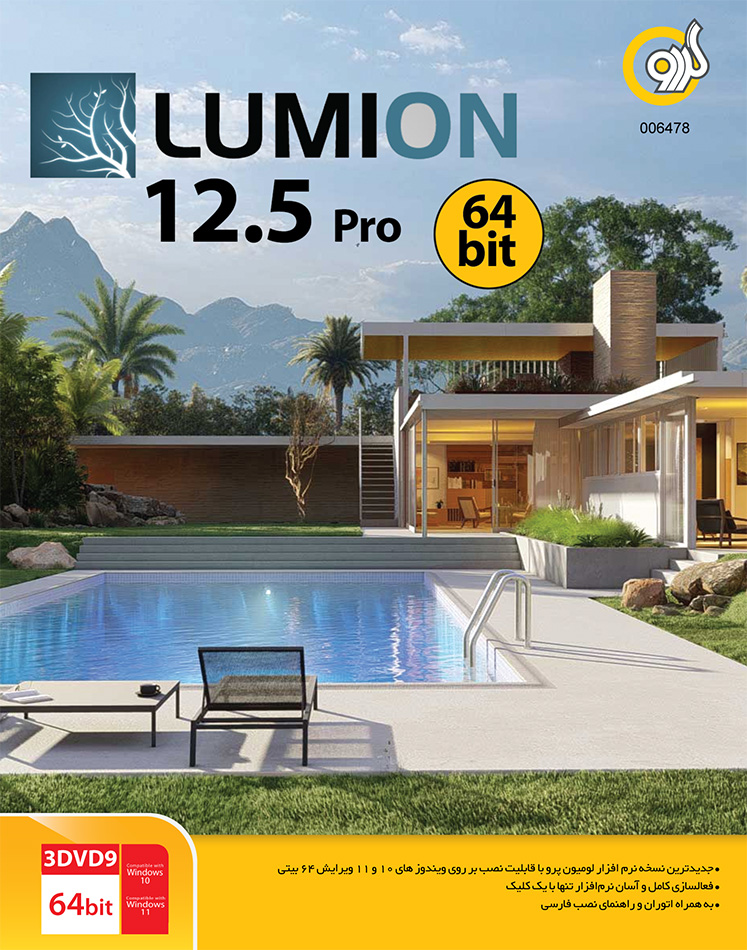 گردو
006478
LUMION
12.5 Pro
64
bit
3DVD9
64bit
Compatible with
Windows
10
Compatible with
Windows
11
• جدیدترین نسخه نرم افزار لومیون پرو با قابلیت نصب بر روی ویندوز های ۱۰ و ۱۱ ویرایش ۶۴ بیتی
• فعالسازی کامل و آسان نرم‌افزار تنها با یک کلیک
• به همراه اتوران و راهنمای نصب فارسی